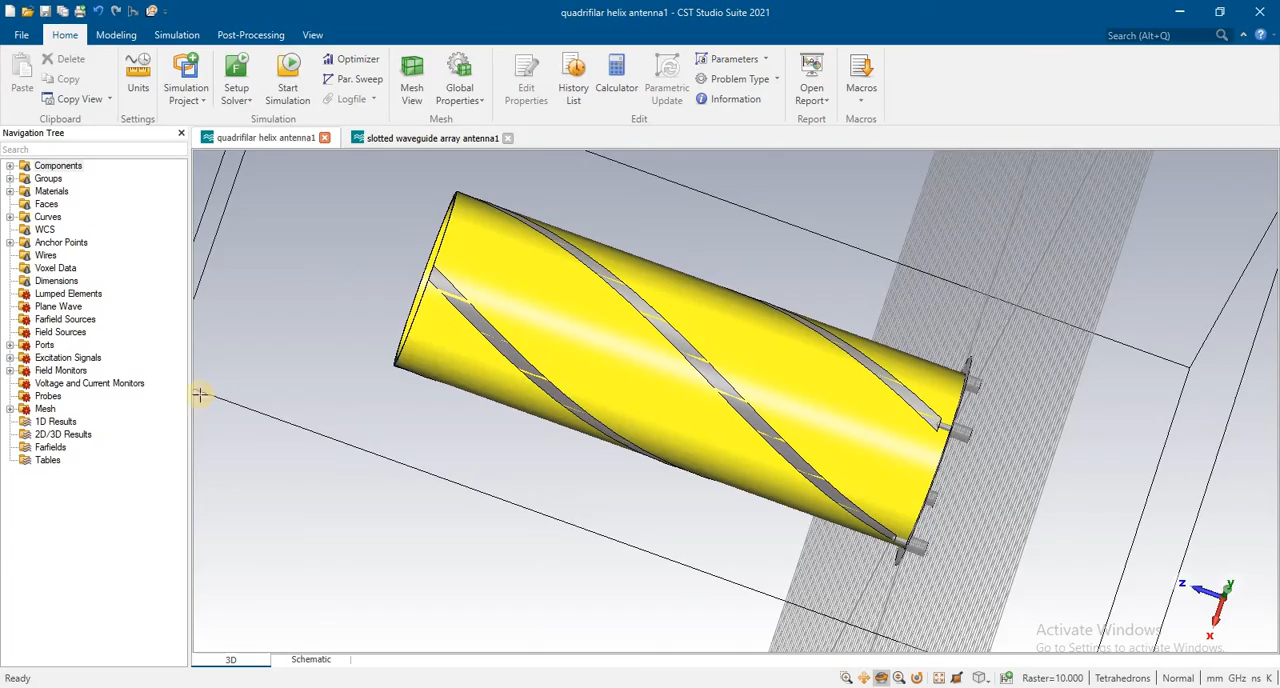 quadrifilar helix antenna1 - CST Studio Suite 2021
File Home Modeling Simulation Post-Processing View Search (Alt+Q)
Paste
Delete
Copy
Copy View
Clipboard
Units
Settings
Simulation Project
Setup Solver
Start Simulation
Optimizer
Par. Sweep
Logfile
Simulation
Mesh View
Global Properties
Mesh
Edit Properties
History List
Calculator
Parametric Update
Parameters
Problem Type
Information
Edit
Open Report
Report
Macros
Macros
Navigation Tree
quadrifilar helix antenna1
slotted waveguide array antenna1
Search
Components
Groups
Materials
Faces
Curves
WCS
Anchor Points
Wires
Voxel Data
Dimensions
Lumped Elements
Plane Wave
Farfield Sources
Field Sources
Ports
Excitation Signals
Field Monitors
Voltage and Current Monitors
Probes
Mesh
1D Results
2D/3D Results
Farfields
Tables
z
y
x
Activate Windows
Go to Settings to activate Windows.
3D Schematic
Ready
Raster=10.000 Tetrahedrons Normal mm GHz ns K